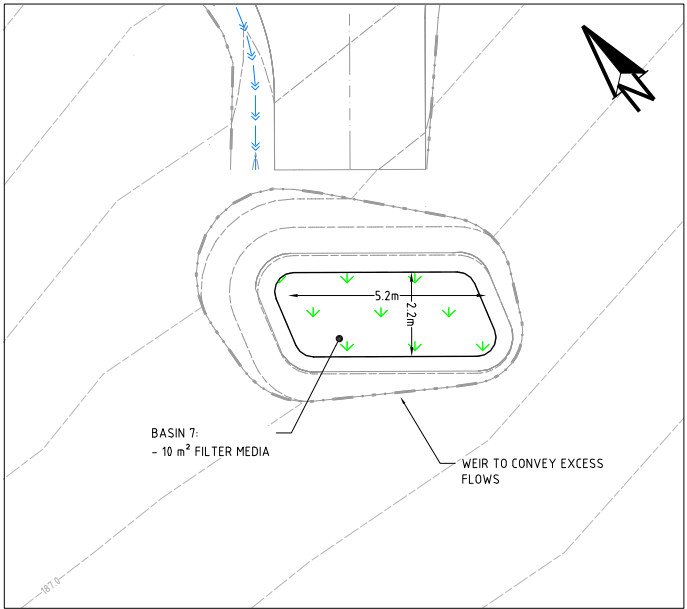 5.2m
2.2m
BASIN 7:
- 10 m² FILTER MEDIA
WEIR TO CONVEY EXCESS
FLOWS
187.0